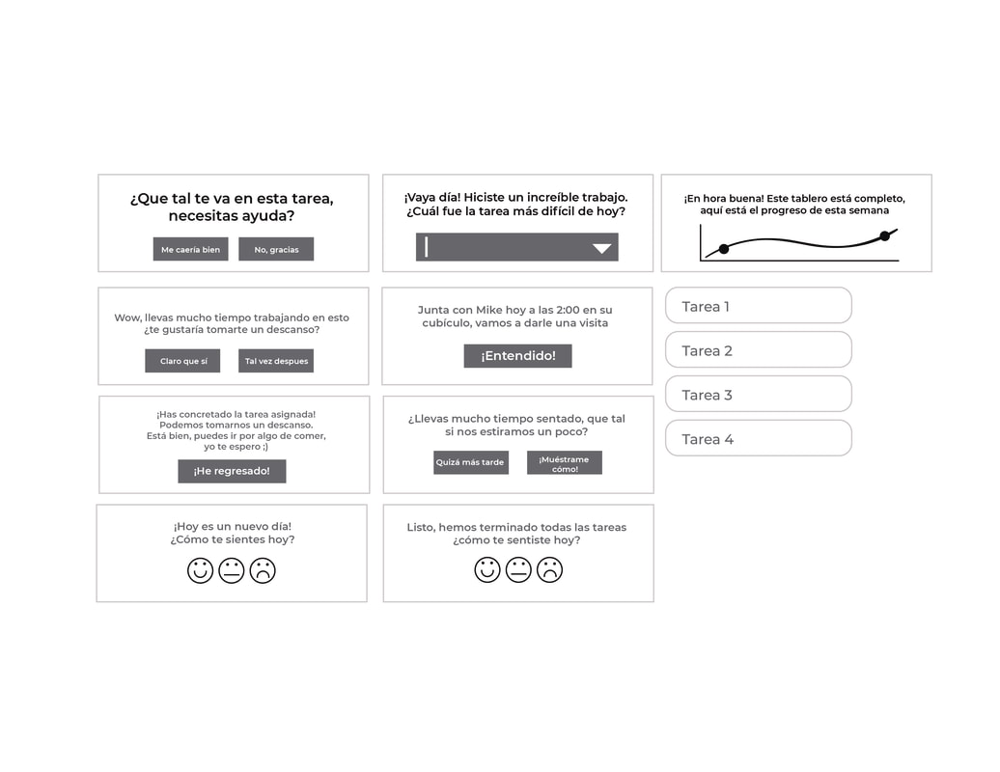 ¿Que tal te va en esta tarea,
necesitas ayuda?
Me caería bien
No, gracias
¡Vaya día! Hiciste un increíble trabajo.
¿Cuál fue la tarea más difícil de hoy?
¡En hora buena! Este tablero está completo,
aquí está el progreso de esta semana
Wow, llevas mucho tiempo trabajando en esto
¿te gustaría tomarte un descanso?
Claro que sí
Tal vez despues
Junta con Mike hoy a las 2:00 en su
cubículo, vamos a darle una visita
¡Entendido!
Tarea 1
Tarea 2
Tarea 3
Tarea 4
¡Has concretado la tarea asignada!
Podemos tomarnos un descanso.
Está bien, puedes ir por algo de comer,
yo te espero ;)
¡He regresado!
¿Llevas mucho tiempo sentado, que tal
si nos estiramos un poco?
Quizá más tarde
¡Muéstrame
cómo!
¡Hoy es un nuevo día!
¿Cómo te sientes hoy?
Listo, hemos terminado todas las tareas
¿cómo te sentiste hoy?